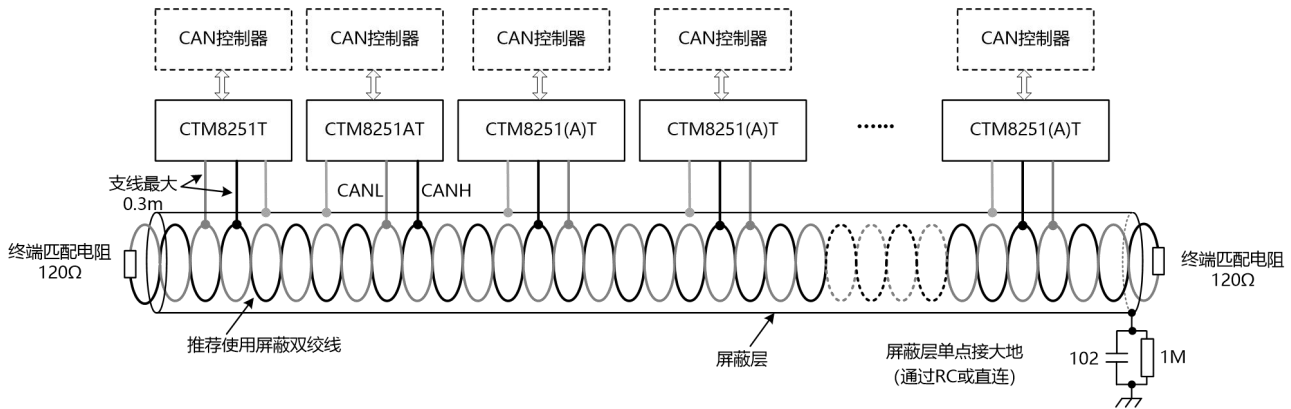 CAN控制器
CAN控制器
CAN控制器
CAN控制器
CAN控制器
CTM8251T
CTM8251AT
CTM8251(A)T
CTM8251(A)T
······
CTM8251(A)T
支线最大
0.3m
CANL
CANH
终端匹配电阻
120Ω
终端匹配电阻
120Ω
推荐使用屏蔽双绞线
屏蔽层
屏蔽层单点接大地
(通过RC或直连)
102
1M